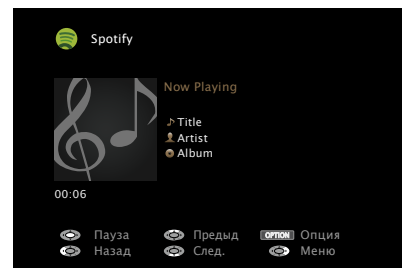 Spotify
Now Playing
Title
Artist
Album
00:06
Пауза Предыд OPTION Опция
Назад След. Меню